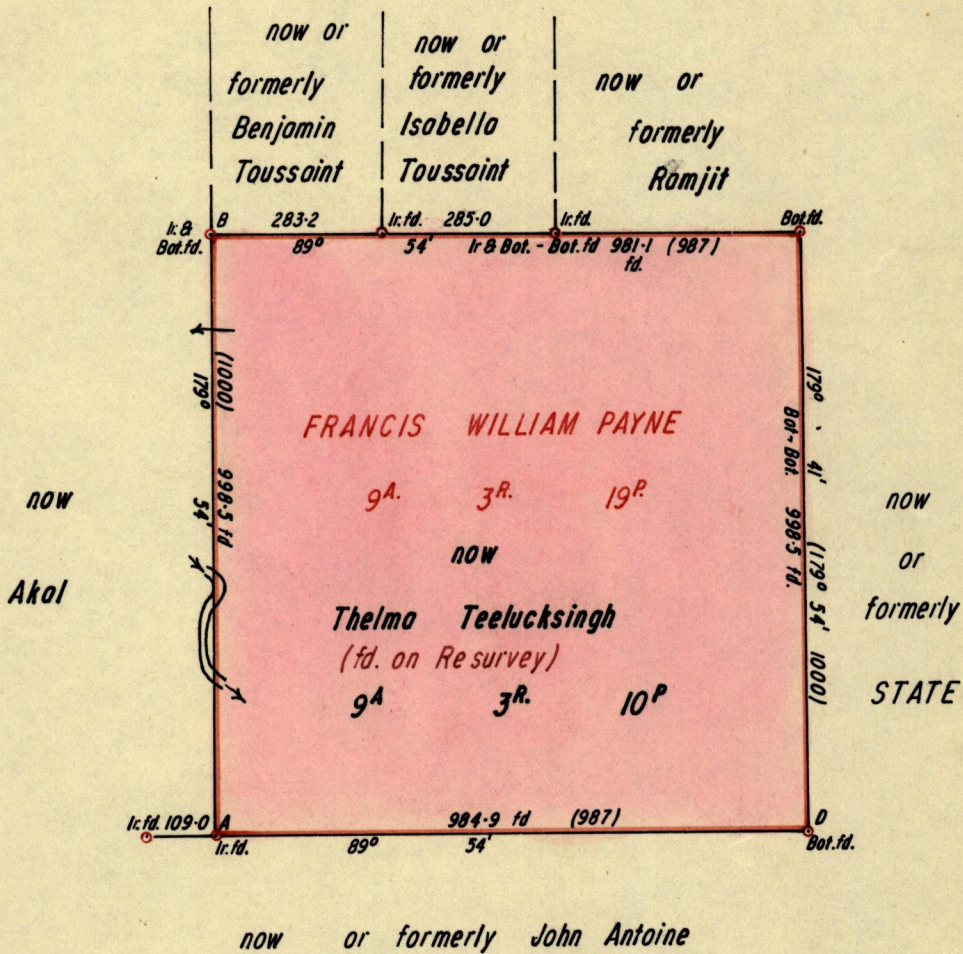 now or
formerly
Benjamin
Toussaint
now or
formerly
Isabella
Toussaint
now or
formerly
Ramjit
Ir. &
Bot.fd.
B 283·2 Ir.fd. 285·0 Ir.fd. Bot.fd.
89° 54' Ir & Bot. - Bot.fd 981·1 (987)
fd.
(1000)
179°
998·5 fd
54'
179° 41'
Bot-Bot. 998·5 fd.
(179° 54' 1000)
FRANCIS WILLIAM PAYNE
9A. 3R. 19P.
now
Thelma Teelucksingh
(fd. on Resurvey)
9A 3R. 10P
now
Akal
now
or
formerly
STATE
Ir.fd. 109·0 A 984·9 fd (987) D
Ir.fd. 89° 54' Bot.fd.
now or formerly John Antoine